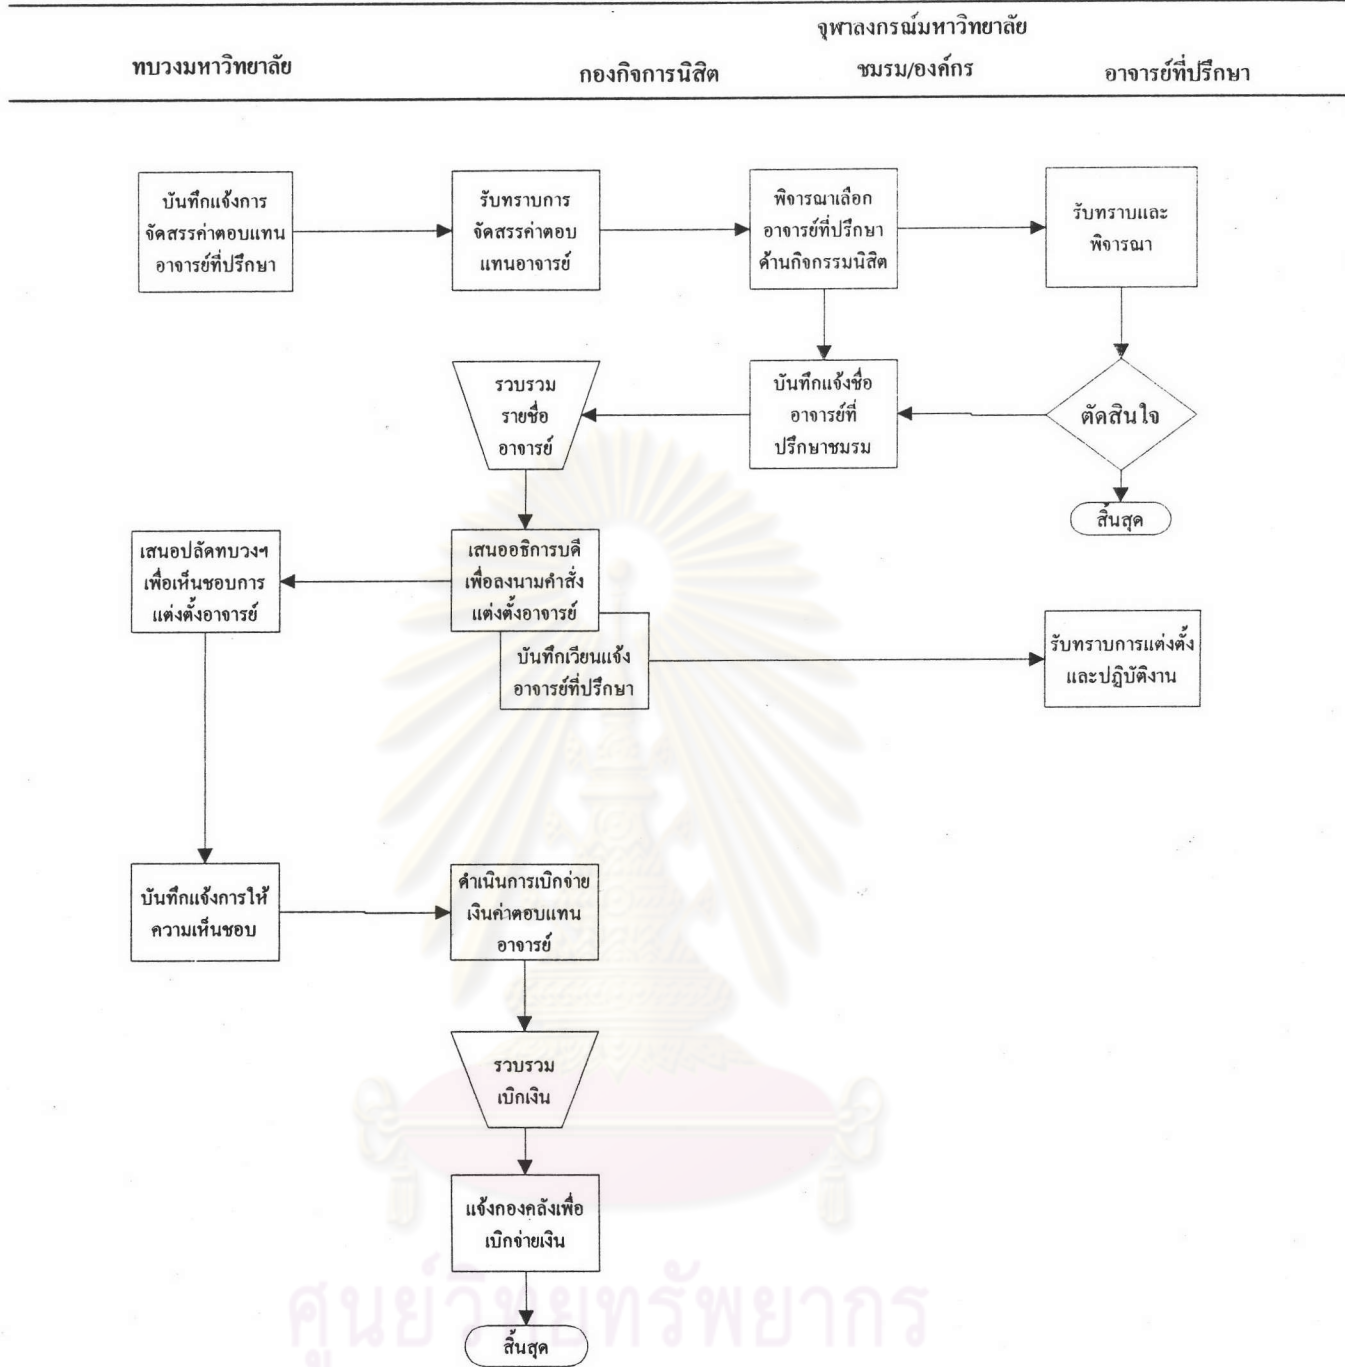 จุฬาลงกรณ์มหาวิทยาลัย
ทบวงมหาวิทยาลัย
กองกิจการนิสิต
ชมรม/องค์กร
อาจารย์ที่ปรึกษา
บันทึกแจ้งการ
จัดสรรค่าตอบแทน
อาจารย์ที่ปรึกษา
รับทราบการ
จัดสรรค่าตอบ
แทนอาจารย์
พิจารณาเลือก
อาจารย์ที่ปรึกษา
ด้านกิจกรรมนิสิต
รับทราบและ
พิจารณา
รวบรวม
รายชื่อ
อาจารย์
บันทึกแจ้งชื่อ
อาจารย์ที่
ปรึกษาชมรม
ตัดสินใจ
สิ้นสุด
เสนอปลัดทบวงฯ
เพื่อเห็นชอบการ
แต่งตั้งอาจารย์
เสนออธิการบดี
เพื่อลงนามคำสั่ง
แต่งตั้งอาจารย์
บันทึกเวียนแจ้ง
อาจารย์ที่ปรึกษา
รับทราบการแต่งตั้ง
และปฏิบัติงาน
บันทึกแจ้งการให้
ความเห็นชอบ
ดำเนินการเบิกจ่าย
เงินค่าตอบแทน
อาจารย์
รวบรวม
เบิกเงิน
แจ้งกองคลังเพื่อ
เบิกจ่ายเงิน
ศูนย์วิทยทรัพยากร
สิ้นสุด